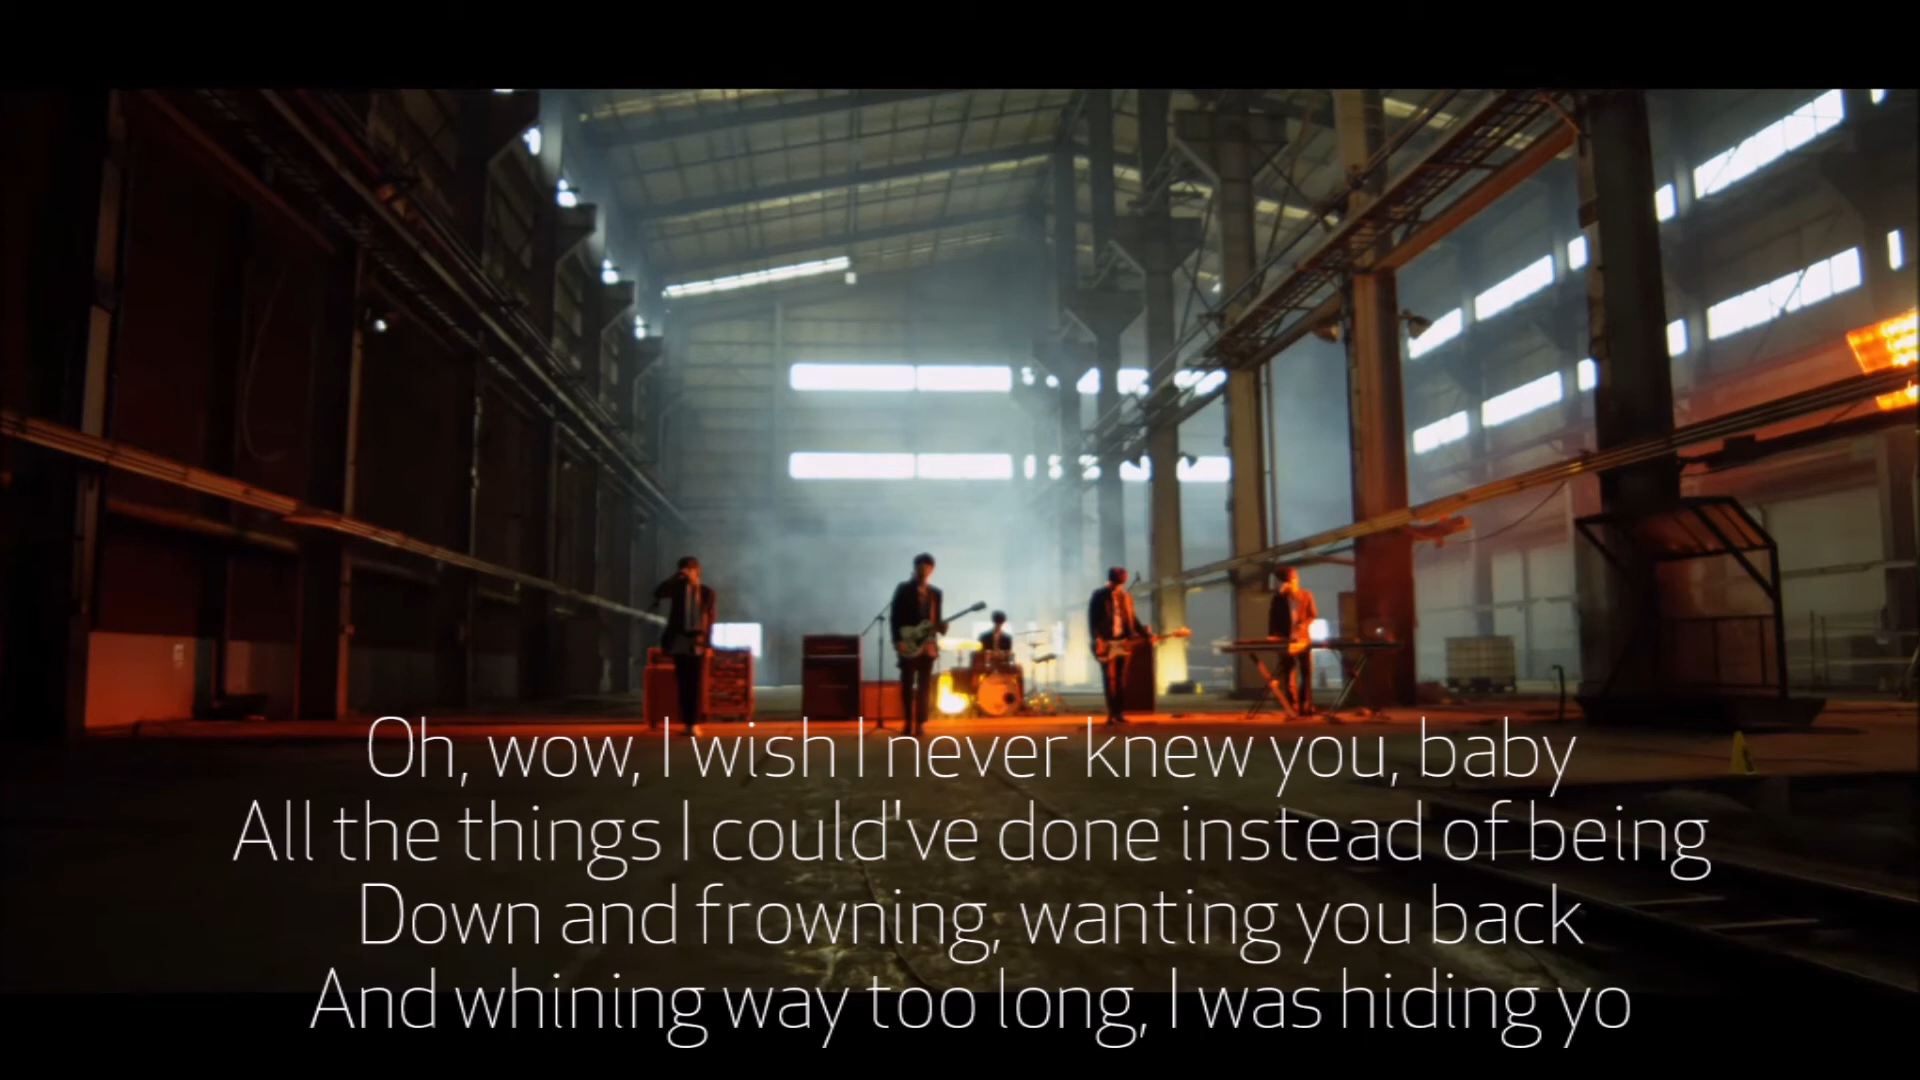 Oh, wow, I wish I never knew you, baby
All the things I could've done instead of being
Down and frowning, wanting you back
And whining way too long, I was hiding yo